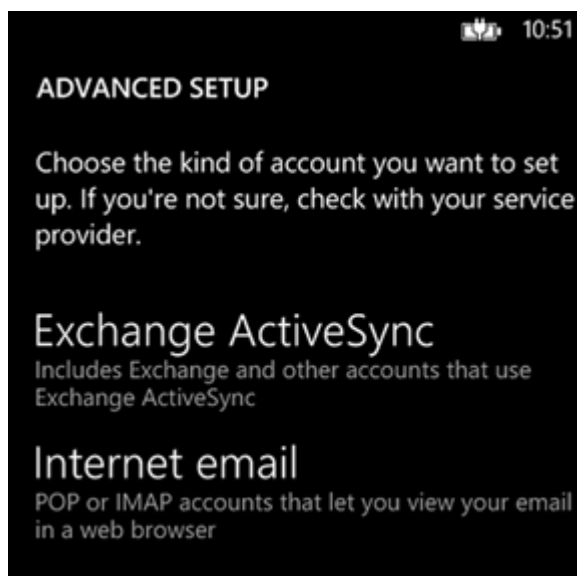 10:51
ADVANCED SETUP
Choose the kind of account you want to set
up. If you're not sure, check with your service
provider.
Exchange ActiveSync
Includes Exchange and other accounts that use
Exchange ActiveSync
Internet email
POP or IMAP accounts that let you view your email
in a web browser